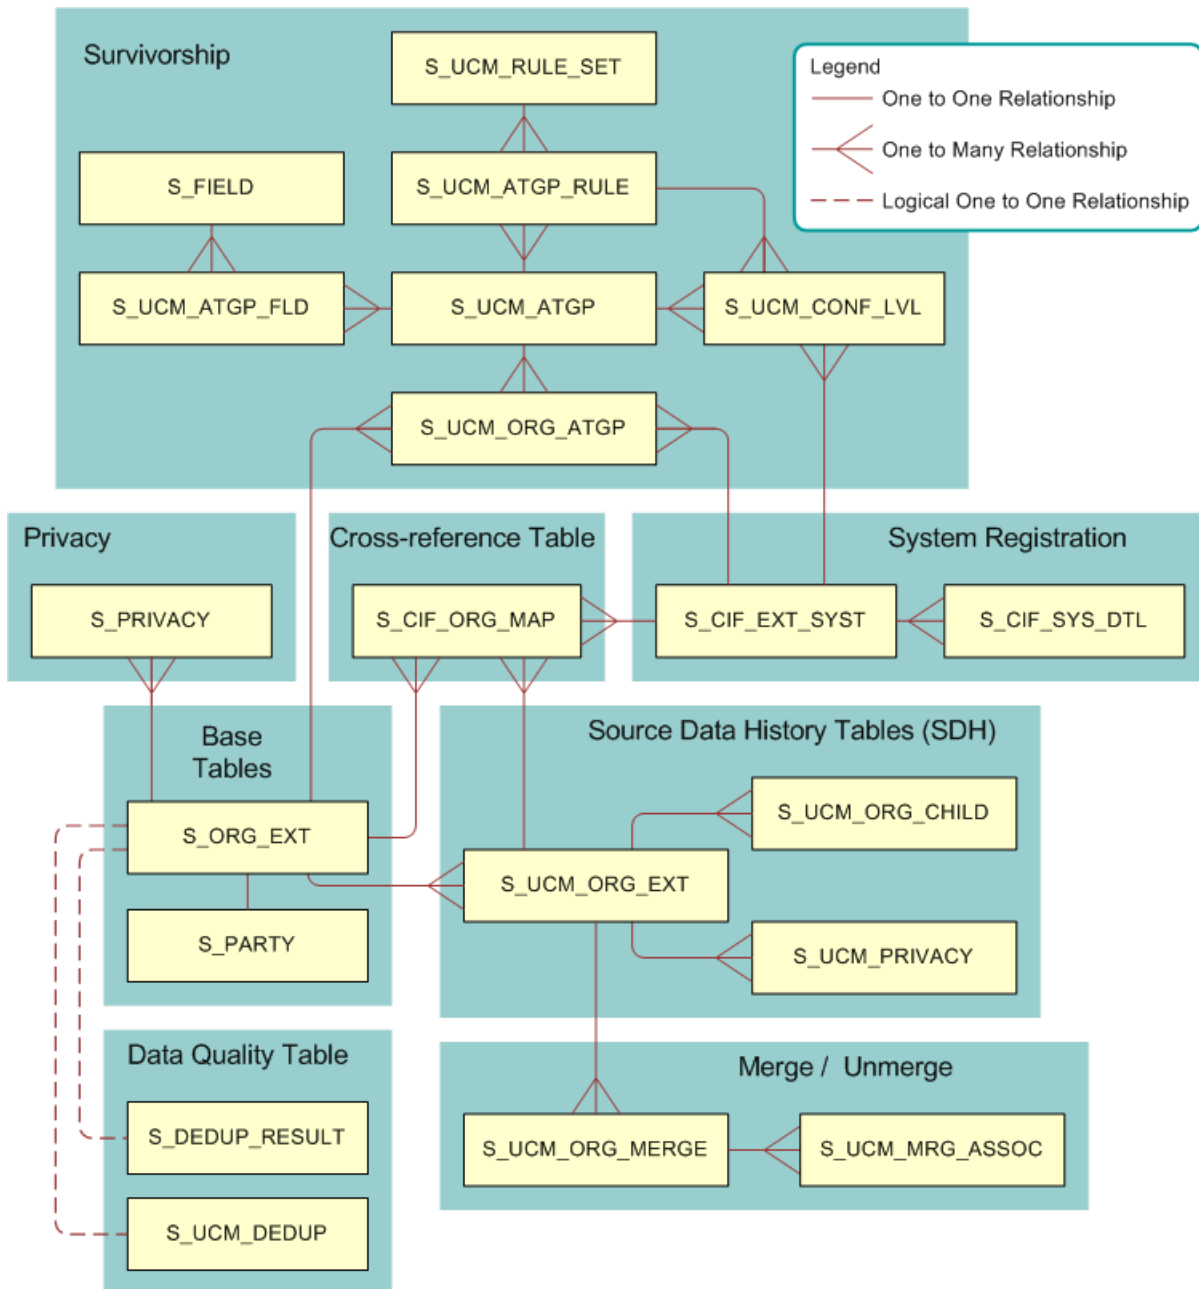 Survivorship
S_UCM_RULE_SET
Legend
One to One Relationship
One to Many Relationship
Logical One to One Relationship
S_FIELD
S_UCM_ATGP_RULE
S_UCM_ATGP_FLD
S_UCM_ATGP
S_UCM_CONF_LVL
S_UCM_ORG_ATGP
Privacy
S_PRIVACY
Cross-reference Table
S_CIF_ORG_MAP
System Registration
S_CIF_EXT_SYST
S_CIF_SYS_DTL
Base
Tables
S_ORG_EXT
S_PARTY
Source Data History Tables (SDH)
S_UCM_ORG_CHILD
S_UCM_ORG_EXT
S_UCM_PRIVACY
Data Quality Table
S_DEDUP_RESULT
S_UCM_DEDUP
Merge / Unmerge
S_UCM_ORG_MERGE
S_UCM_MRG_ASSOC